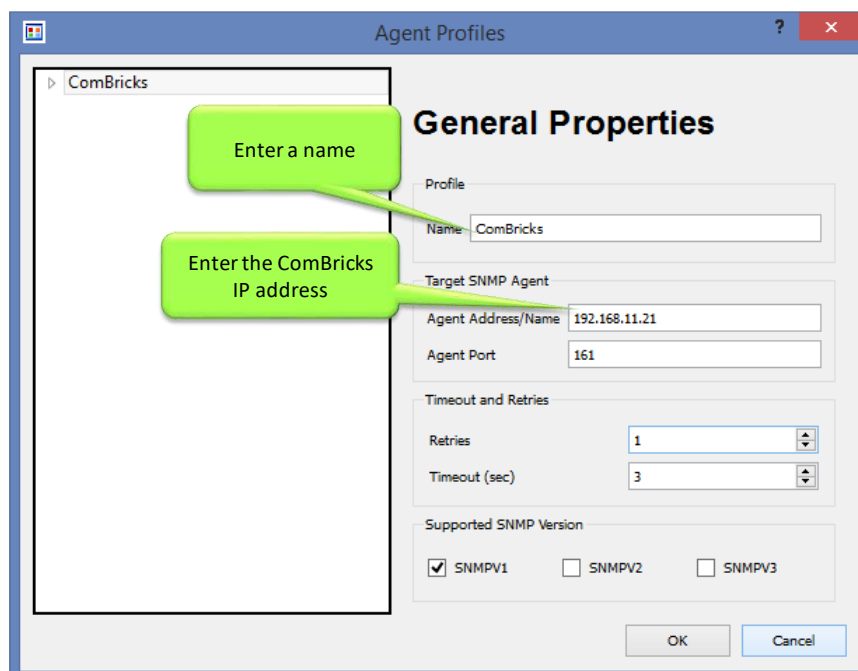 Agent Profiles
?
ComBricks
General Properties
Enter a name
Profile
Name ComBricks
Enter the ComBricks
IP address
Target SNMP Agent
Agent Address/Name 192.168.11.21
Agent Port 161
Timeout and Retries
Retries 1
Timeout (sec) 3
Supported SNMP Version
SNMPV1 SNMPV2 SNMPV3
OK Cancel